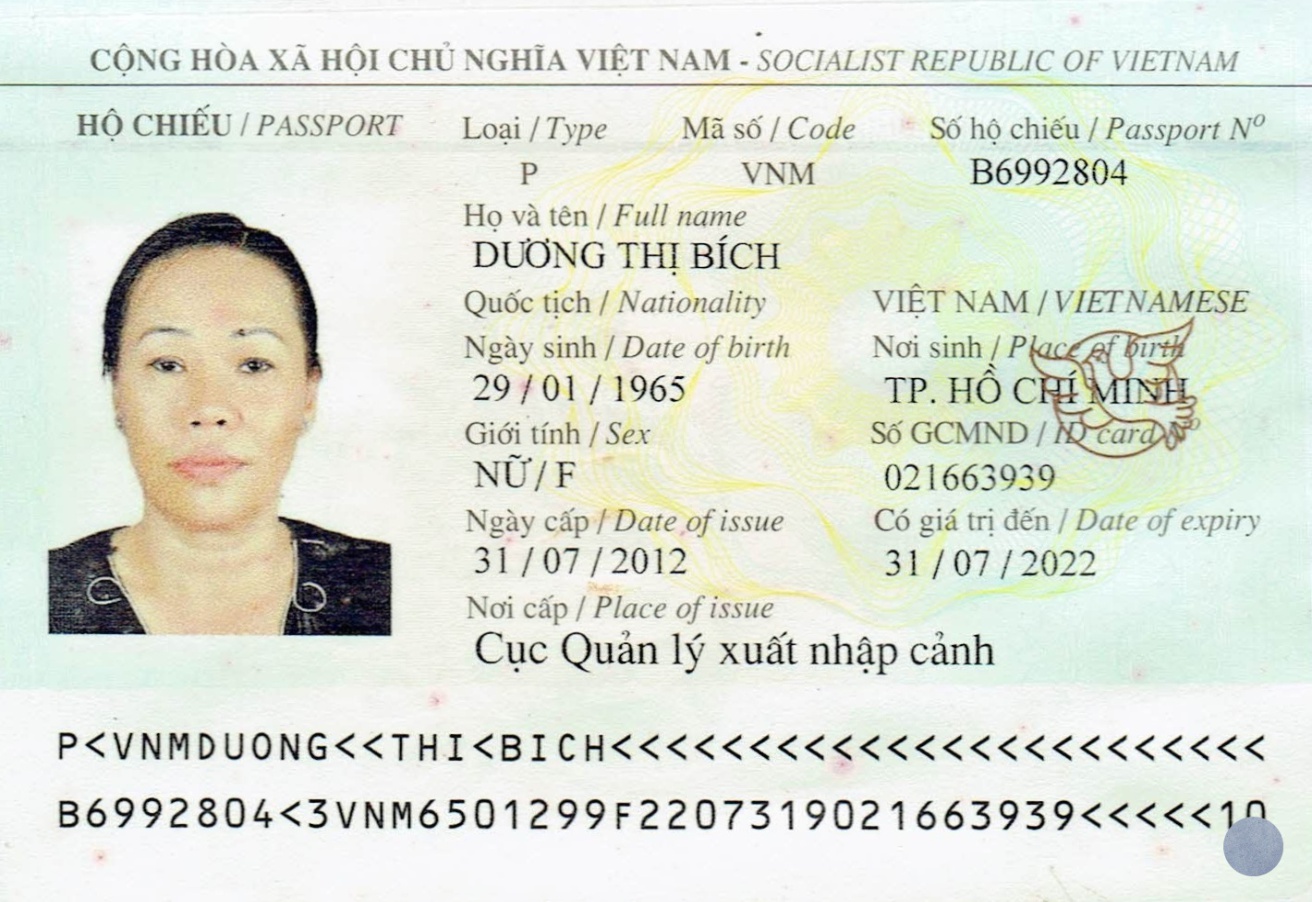 CỘNG HÒA XÃ HỘI CHỦ NGHĨA VIỆT NAM - SOCIALIST REPUBLIC OF VIETNAM
HỘ CHIẾU / PASSPORT Loại / Type Mã số / Code Số hộ chiếu / Passport Nº
P VNM B6992804
Họ và tên / Full name
DƯƠNG THỊ BÍCH
Quốc tịch / Nationality VIỆT NAM / VIETNAMESE
Ngày sinh / Date of birth Nơi sinh / Place of birth
29 / 01 / 1965 TP. HỒ CHÍ MINH
Giới tính / Sex Số GCMND / ID card Nº
NỮ / F 021663939
Ngày cấp / Date of issue Có giá trị đến / Date of expiry
31 / 07 / 2012 31 / 07 / 2022
Nơi cấp / Place of issue
Cục Quản lý xuất nhập cảnh
P<VNMDUONG<<THI<BICH<<<<<<<<<<<<<<<<<<<<<<<<
B6992804<3VNM6501299F2207319021663939<<<<<10